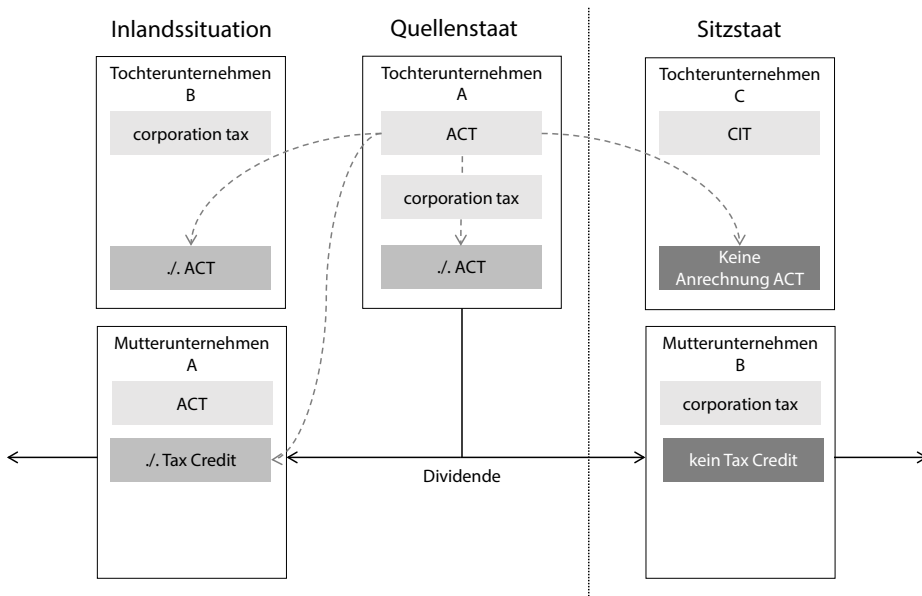 Inlandssituation
Quellenstaat
Sitzstaat
Tochterunternehmen
B
corporation tax
./. ACT
Tochterunternehmen
A
ACT
corporation tax
./. ACT
Tochterunternehmen
C
CIT
Keine
Anrechnung ACT
Mutterunternehmen
A
ACT
./. Tax Credit
Dividende
Mutterunternehmen
B
corporation tax
kein Tax Credit